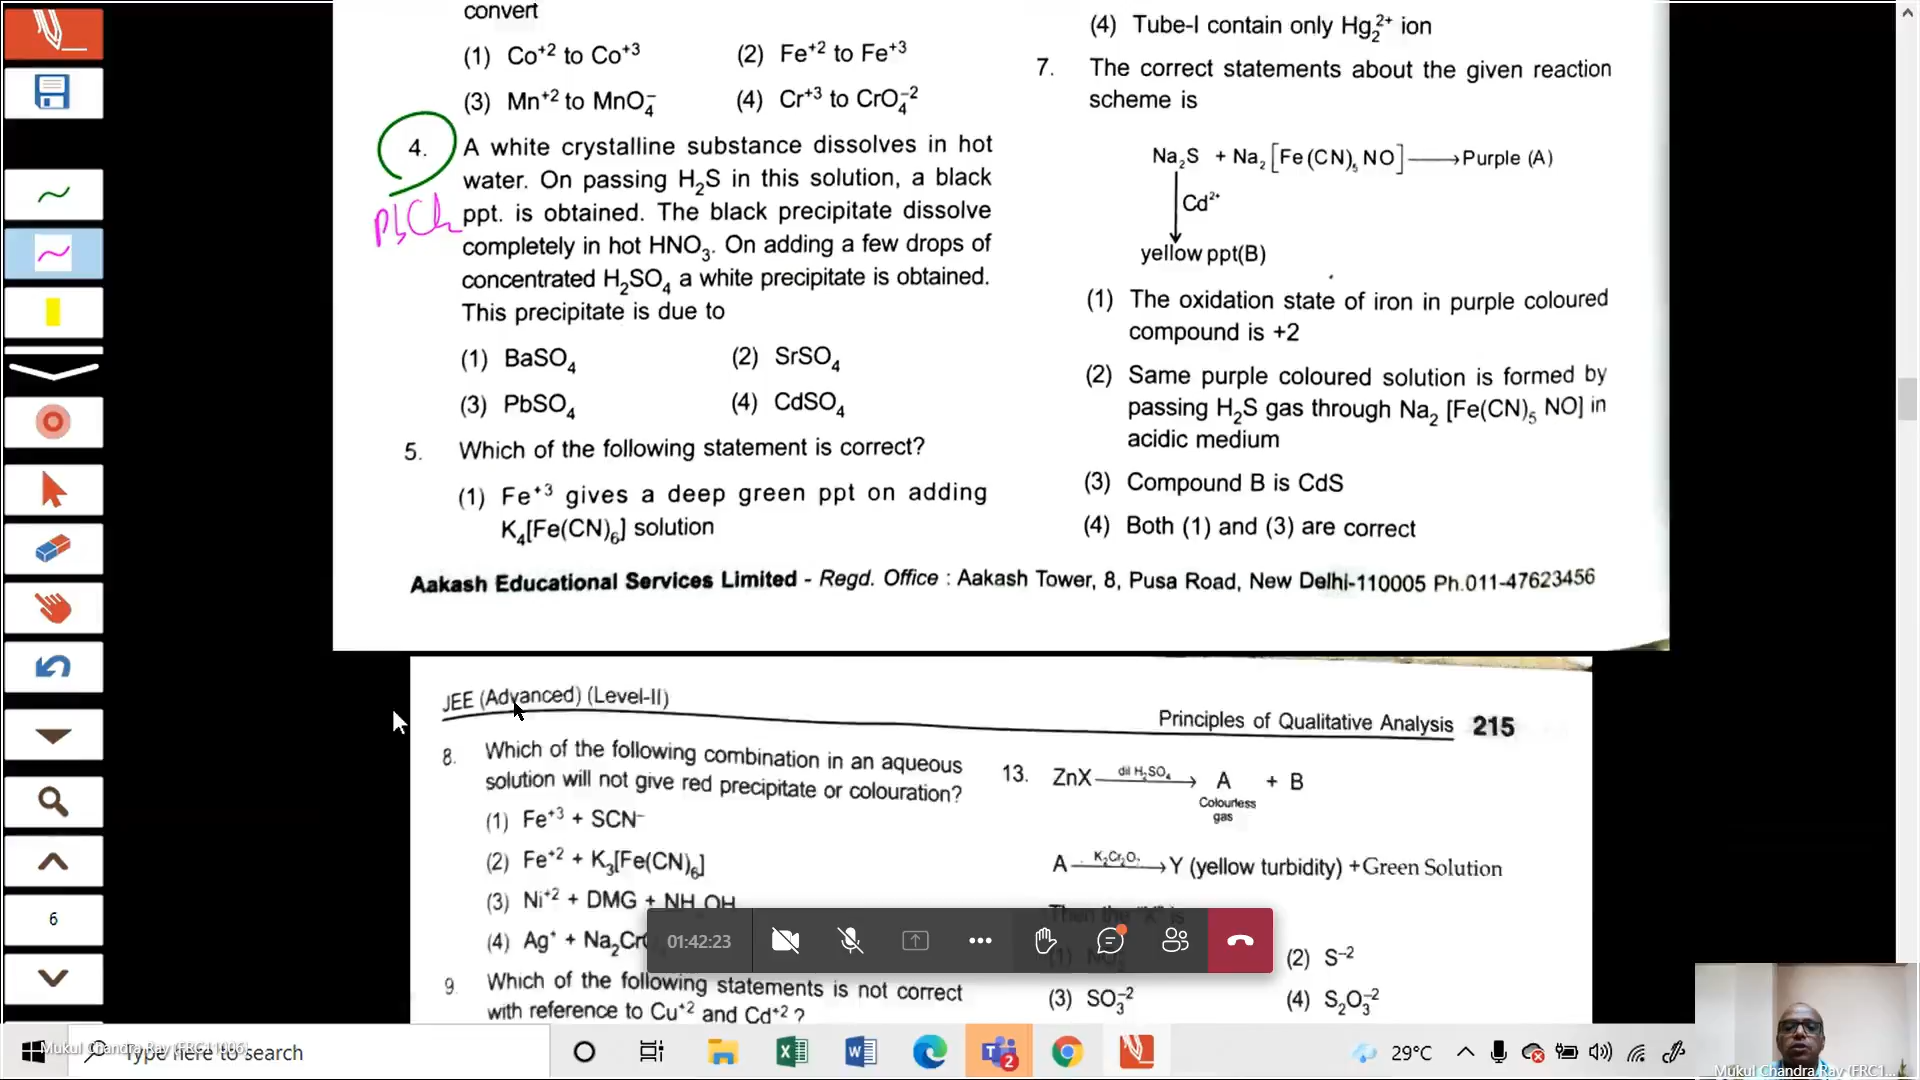 convert
(1) Co⁺² to Co⁺³ (2) Fe⁺² to Fe⁺³
(3) Mn⁺² to MnO₄⁻ (4) Cr⁺³ to CrO₄⁻²
4. A white crystalline substance dissolves in hot
water. On passing H₂S in this solution, a black
ppt. is obtained. The black precipitate dissolve
completely in hot HNO₃. On adding a few drops of
concentrated H₂SO₄ a white precipitate is obtained.
This precipitate is due to
(1) BaSO₄ (2) SrSO₄
(3) PbSO₄ (4) CdSO₄
5. Which of the following statement is correct?
(1) Fe⁺³ gives a deep green ppt on adding
K₄[Fe(CN)₆] solution
(4) Tube-I contain only Hg₂²⁺ ion
7. The correct statements about the given reaction
scheme is
Na₂S + Na₂[Fe(CN)₅NO] ⟶ Purple (A)
Cd²⁺
yellow ppt(B)
(1) The oxidation state of iron in purple coloured
compound is +2
(2) Same purple coloured solution is formed by
passing H₂S gas through Na₂ [Fe(CN)₅ NO] in
acidic medium
(3) Compound B is CdS
(4) Both (1) and (3) are correct
Aakash Educational Services Limited - Regd. Office : Aakash Tower, 8, Pusa Road, New Delhi-110005 Ph.011-47623456
JEE (Advanced) (Level-II)
Principles of Qualitative Analysis 215
8. Which of the following combination in an aqueous
solution will not give red precipitate or colouration?
(1) Fe⁺³ + SCN⁻
(2) Fe⁺² + K₃[Fe(CN)₆]
(3) Ni⁺² + DMG + NH₄OH
(4) Ag⁺ +
9. Which of the following statements is not correct
with reference to Cu⁺² and Cd⁺² ?
13. ZnX dil H₂SO₄ ⟶ A + B
Colourless
gas
A K₂Cr₂O₇ ⟶ Y (yellow turbidity) +Green Solution
Then the "X" is
(2) S⁻²
(3) SO₃⁻² (4) S₂O₃⁻²
01:42:23
6
Type here to search
2
29°C
Mukul Chandra Ray (FRC11006)
Mukul Chandra Ray (FRC1...